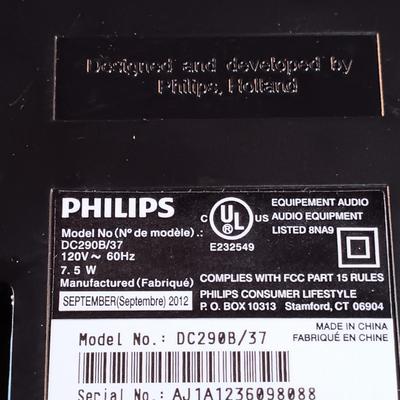 Designed and developed by
Philips, Holland
PHILIPS
Model No (Nº de modèle).:
DC290B/37
120V ~ 60Hz
7.5 W
Manufactured (Fabriqué)
SEPTEMBER(Septembre) 2012
C UL US
E232549
EQUIPEMENT AUDIO
AUDIO EQUIPMENT
LISTED 8NA9
COMPLIES WITH FCC PART 15 RULES
PHILIPS CONSUMER LIFESTYLE
P. O. BOX 10313 Stamford, CT 06904
MADE IN CHINA
FABRIQUÉ EN CHINE
Model No.: DC290B/37
Serial No.: AJ1A1236098088